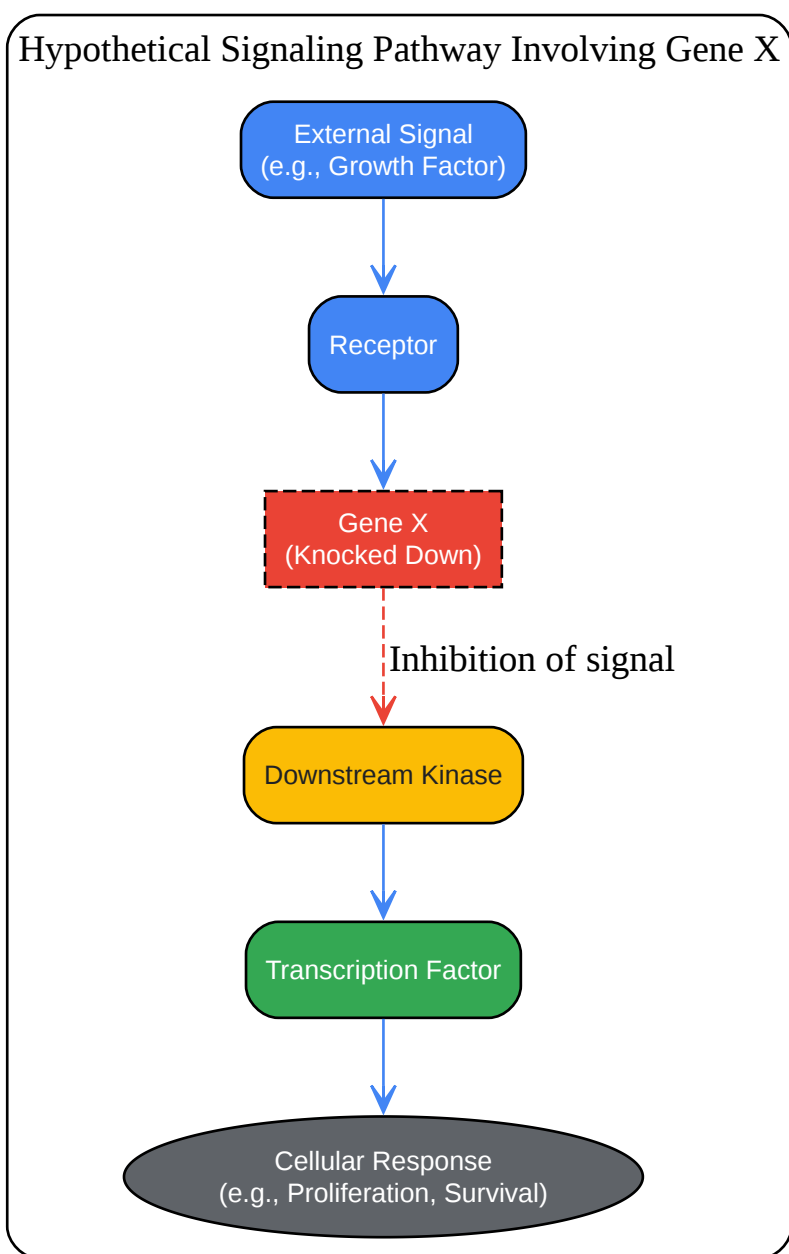 Hypothetical Signaling Pathway Involving Gene X
External Signal
(e.g., Growth Factor)
Receptor
Gene X
(Knocked Down)
Inhibition of signal
Downstream Kinase
Transcription Factor
Cellular Response
(e.g., Proliferation, Survival)